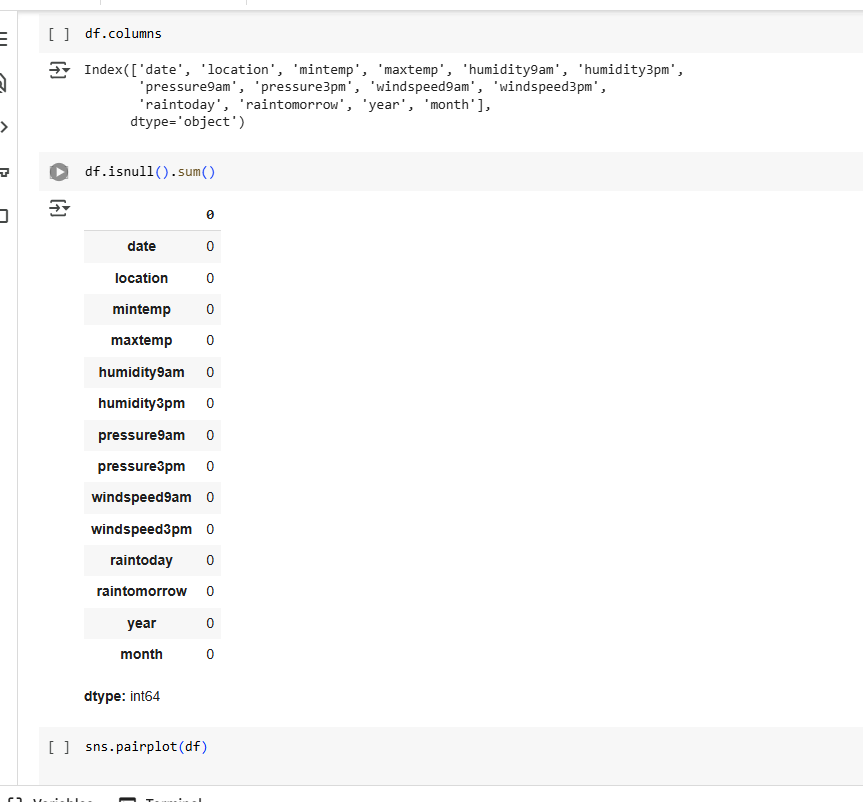 [ ] df.columns
Index(['date', 'location', 'mintemp', 'maxtemp', 'humidity9am', 'humidity3pm',
'pressure9am', 'pressure3pm', 'windspeed9am', 'windspeed3pm',
'raintoday', 'raintomorrow', 'year', 'month'],
dtype='object')
df.isnull().sum()
0
date 0
location 0
mintemp 0
maxtemp 0
humidity9am 0
humidity3pm 0
pressure9am 0
pressure3pm 0
windspeed9am 0
windspeed3pm 0
raintoday 0
raintomorrow 0
year 0
month 0
dtype: int64
[ ] sns.pairplot(df)
Variables Terminal